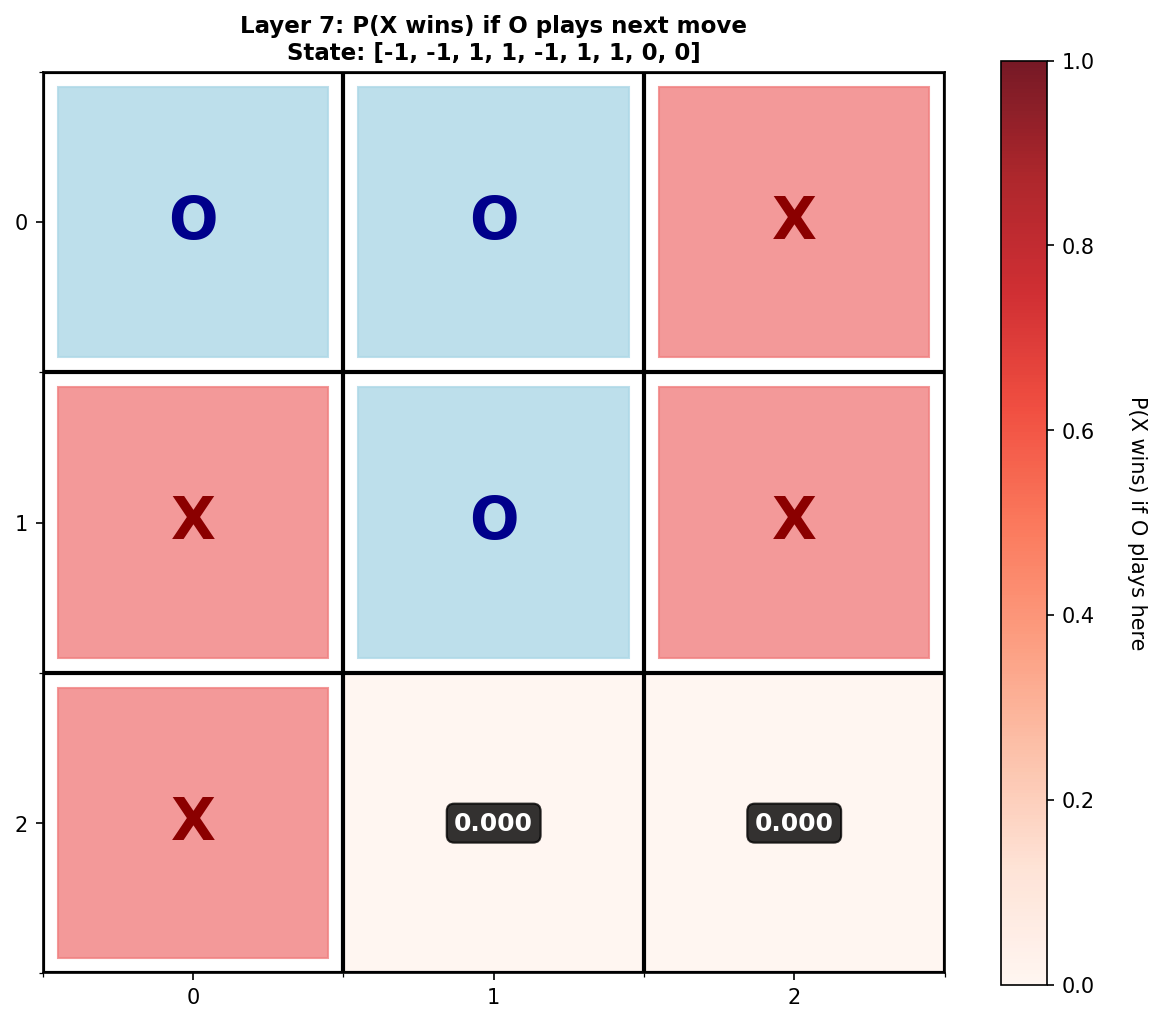 Layer 7: P(X wins) if O plays next move
State: [-1, -1, 1, 1, -1, 1, 1, 0, 0]
0
O
O
X
1
X
O
X
2
X
0.000
0.000
0
1
2
1.0
0.8
0.6
0.4
0.2
0.0
P(X wins) if O plays here